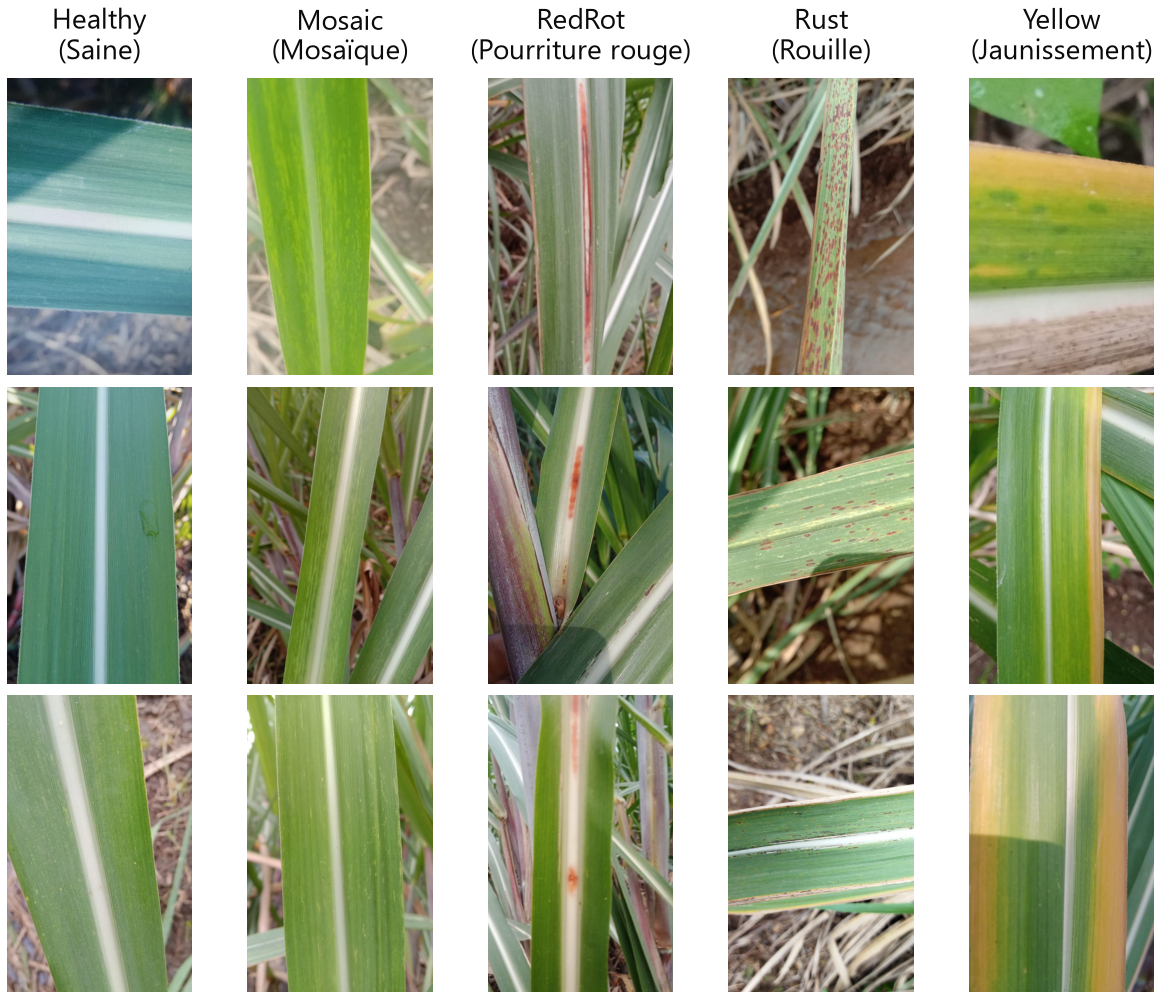 Healthy
(Saine)
Mosaic
(Mosaïque)
RedRot
(Pourriture rouge)
Rust
(Rouille)
Yellow
(Jaunissement)